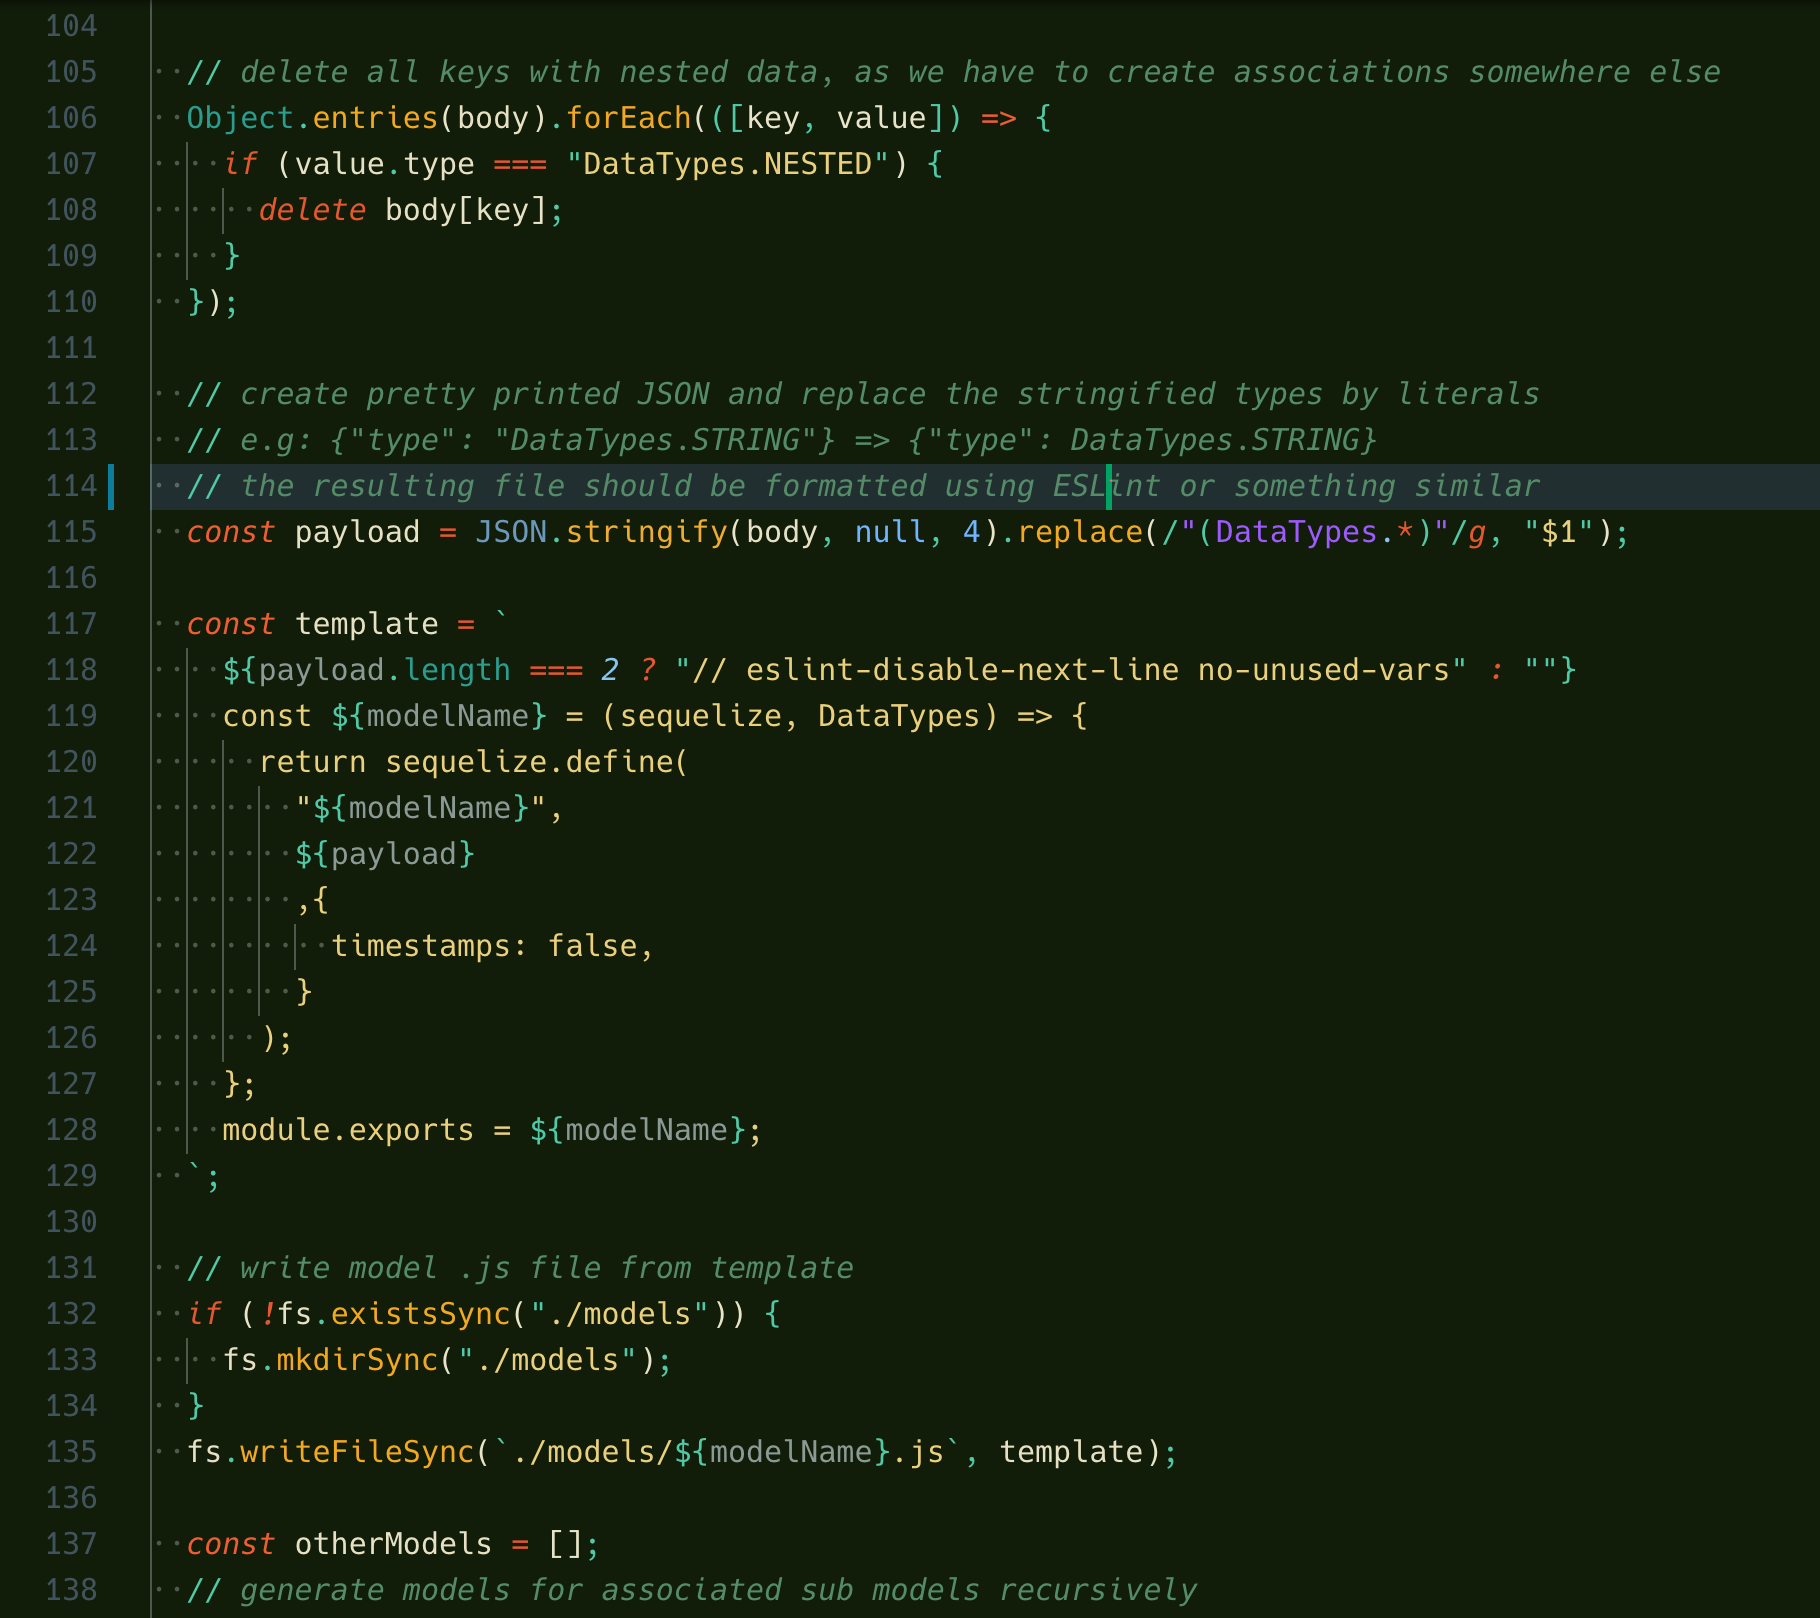 104
105 // delete all keys with nested data, as we have to create associations somewhere else
106 Object.entries(body).forEach(([key, value]) => {
107 if (value.type === "DataTypes.NESTED") {
108 delete body[key];
109 }
110 });
111
112 // create pretty printed JSON and replace the stringified types by literals
113 // e.g: {"type": "DataTypes.STRING"} => {"type": DataTypes.STRING}
114 // the resulting file should be formatted using ESLint or something similar
115 const payload = JSON.stringify(body, null, 4).replace(/"(DataTypes.*)"/g, "$1");
116
117 const template = `
118 ${payload.length === 2 ? "// eslint-disable-next-line no-unused-vars" : ""}
119 const ${modelName} = (sequelize, DataTypes) => {
120 return sequelize.define(
121 "${modelName}",
122 ${payload}
123 ,{
124 timestamps: false,
125 }
126 );
127 };
128 module.exports = ${modelName};
129 `;
130
131 // write model .js file from template
132 if (!fs.existsSync("./models")) {
133 fs.mkdirSync("./models");
134 }
135 fs.writeFileSync(`./models/${modelName}.js`, template);
136
137 const otherModels = [];
138 // generate models for associated sub models recursively